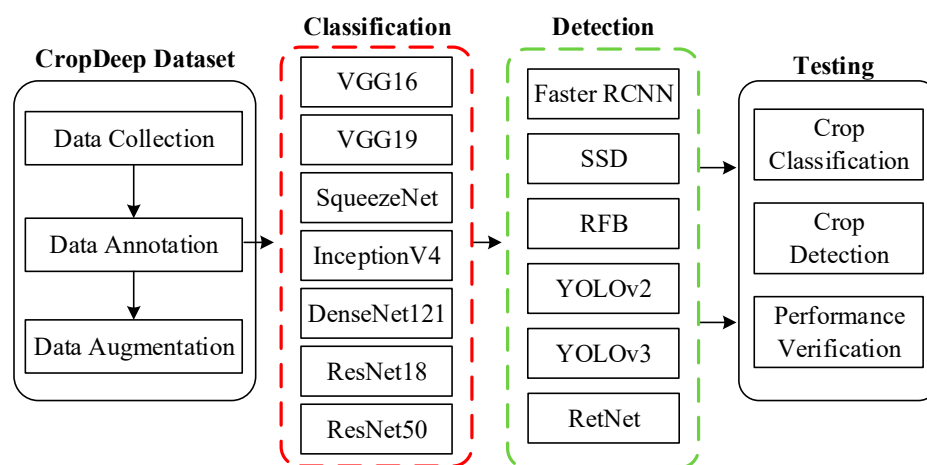 CropDeep Dataset
Data Collection
Data Annotation
Data Augmentation
Classification
VGG16
VGG19
SqueezeNet
InceptionV4
DenseNet121
ResNet18
ResNet50
Detection
Faster RCNN
SSD
RFB
YOLOv2
YOLOv3
RetNet
Testing
Crop
Classification
Crop
Detection
Performance
Verification